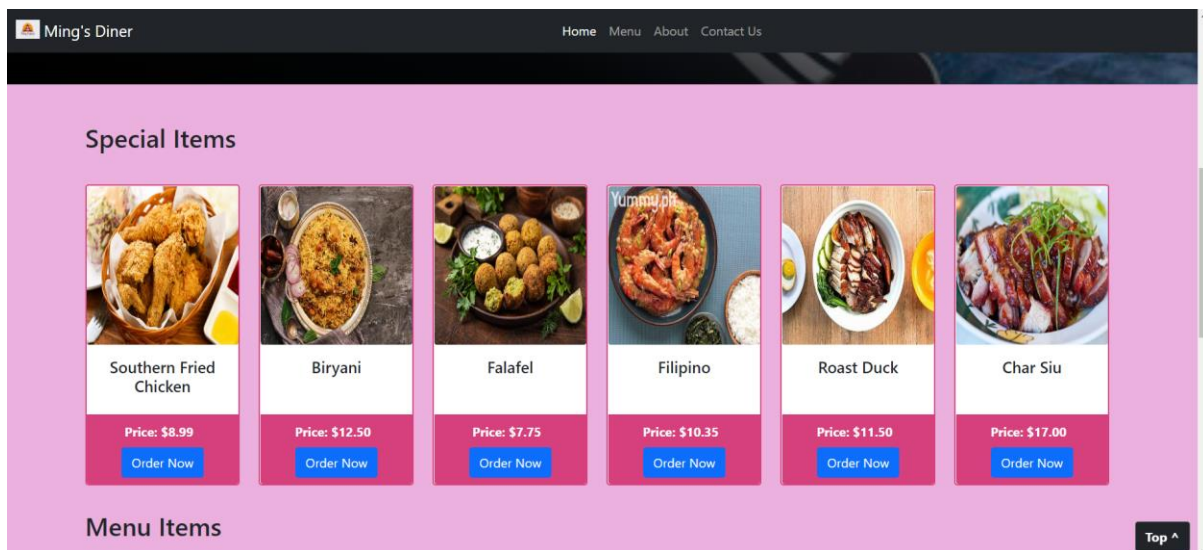 Ming's Diner
Home Menu About Contact Us
Special Items
Yummy.ph
Southern Fried
Chicken
Price: $8.99
Order Now
Biryani
Price: $12.50
Order Now
Falafel
Price: $7.75
Order Now
Filipino
Price: $10.35
Order Now
Roast Duck
Price: $11.50
Order Now
Char Siu
Price: $17.00
Order Now
Menu Items
Top ^